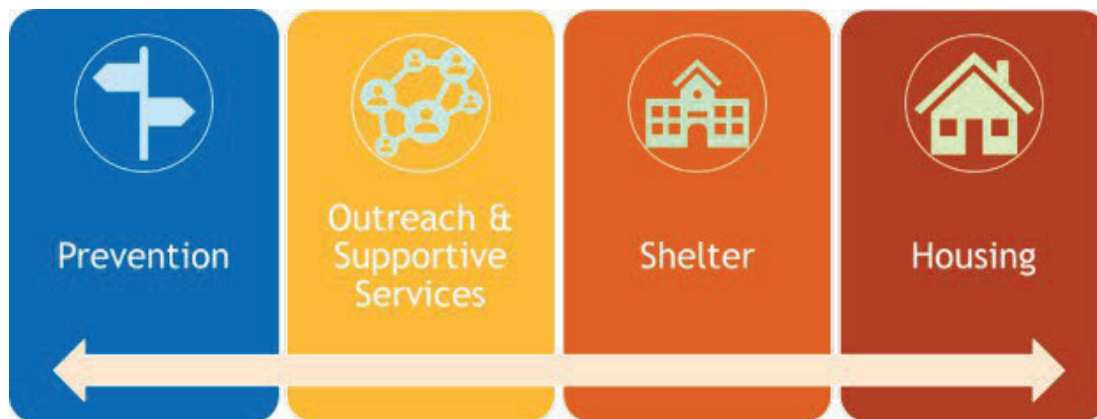 Prevention
Outreach &
Supportive
Services
Shelter
Housing